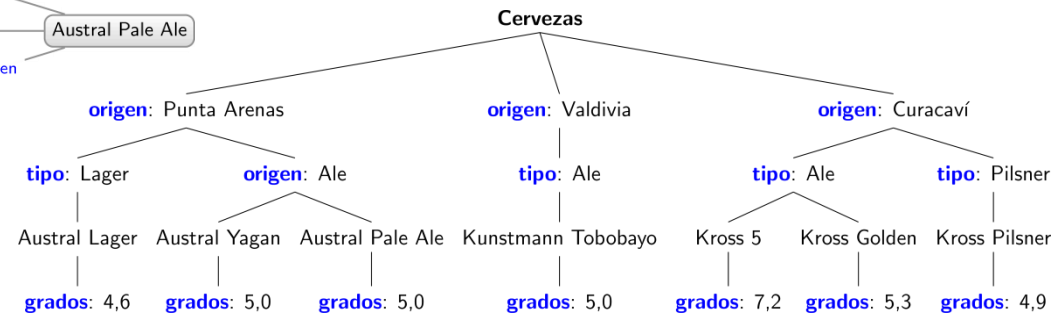 Cervezas
Austral Pale Ale
en
origen: Punta Arenas origen: Valdivia origen: Curacaví
tipo: Lager origen: Ale tipo: Ale tipo: Ale tipo: Pilsner
Austral Lager Austral Yagan Austral Pale Ale Kunstmann Tobobayo Kross 5 Kross Golden Kross Pilsner
grados: 4,6 grados: 5,0 grados: 5,0 grados: 5,0 grados: 7,2 grados: 5,3 grados: 4,9